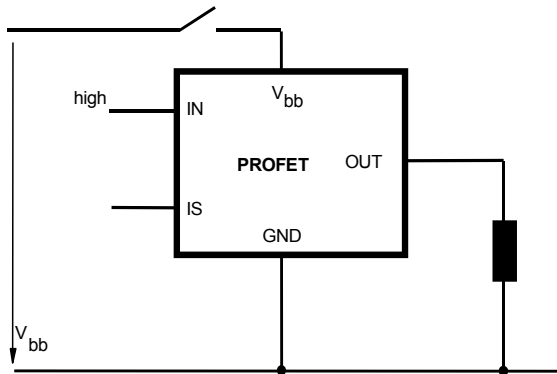 V bb
high
IN
PROFET
OUT
IS
GND
V bb